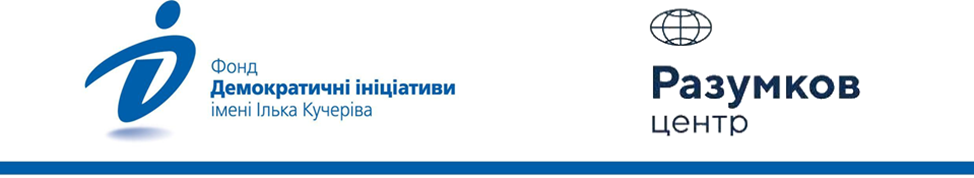 Фонд
Демократичні ініціативи
імені Ілька Кучеріва
Разумков
центр